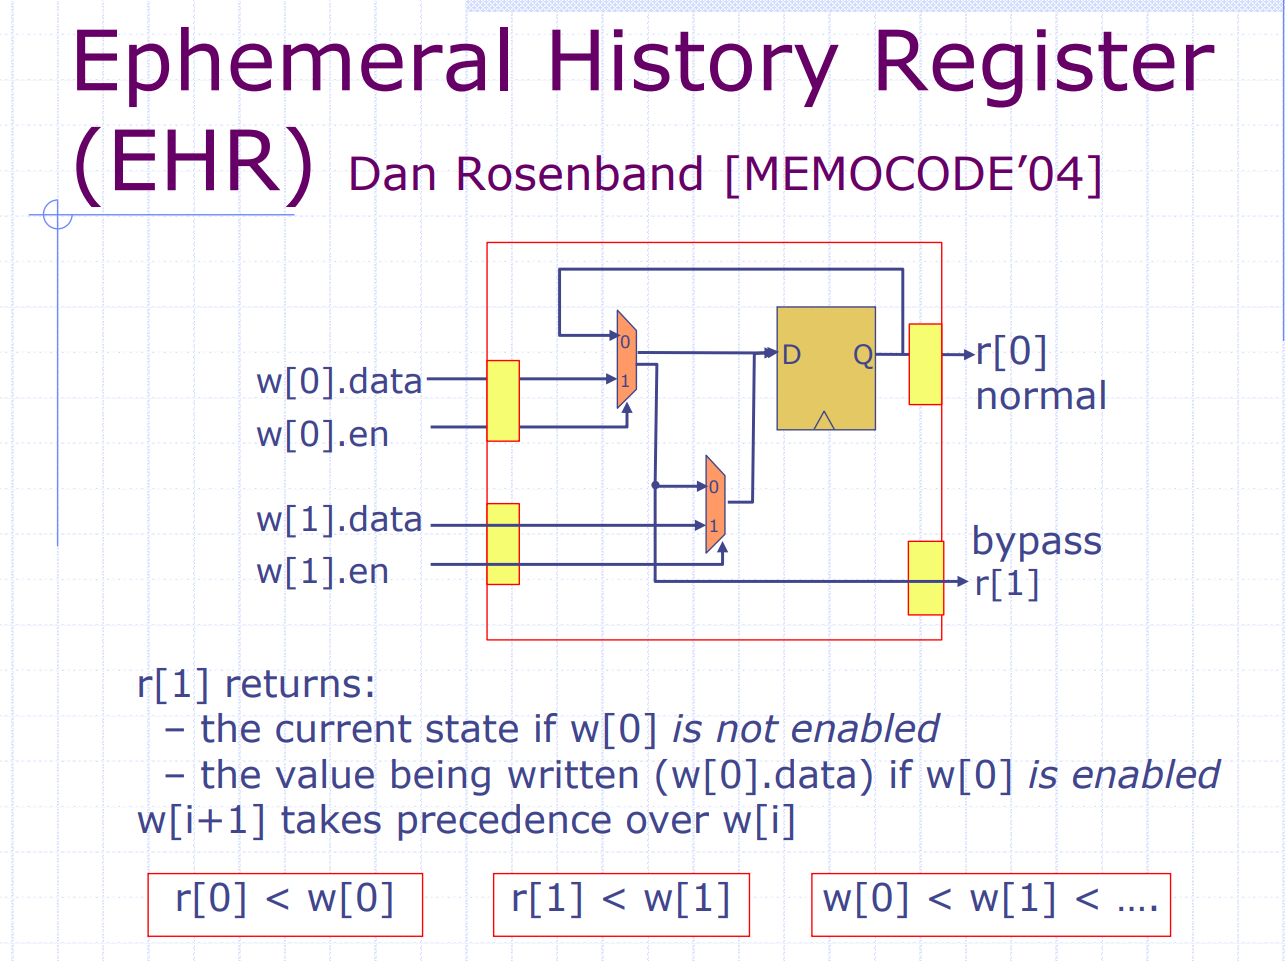 Ephemeral History Register
(EHR) Dan Rosenband [MEMOCODE’04]
0
1
D Q
r[0]
normal
w[0].data
w[0].en
0
1
w[1].data
w[1].en
bypass
r[1]
r[1] returns:
– the current state if w[0] is not enabled
– the value being written (w[0].data) if w[0] is enabled
w[i+1] takes precedence over w[i]
r[0] < w[0]
r[1] < w[1]
w[0] < w[1] < ….